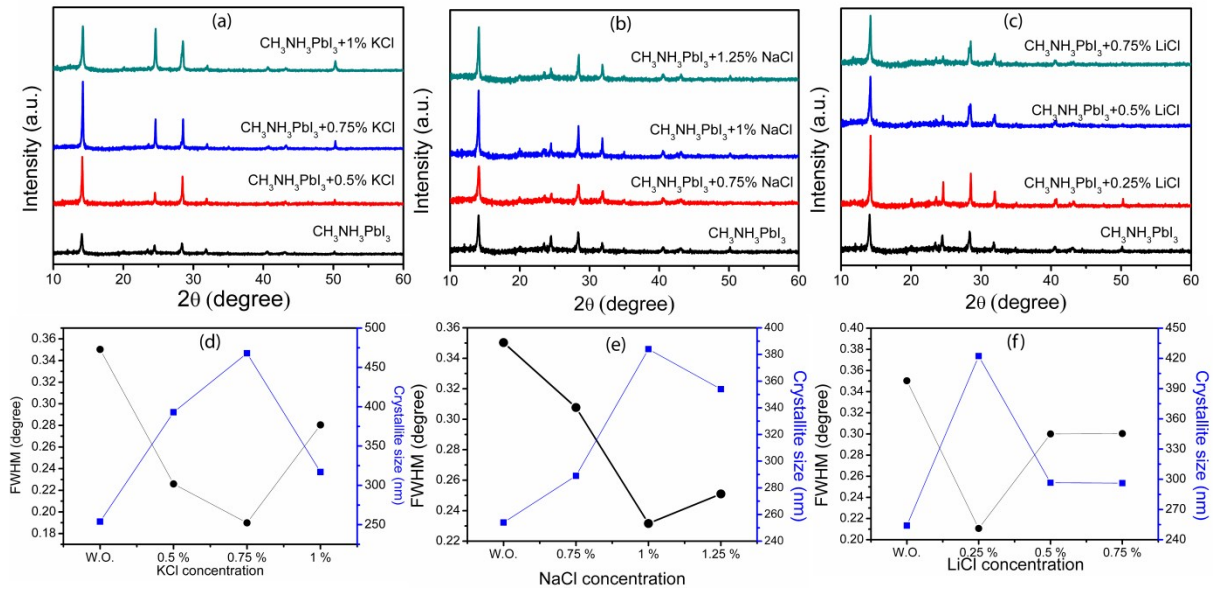 (a)
CH₃NH₃PbI₃+1% KCl
CH₃NH₃PbI₃+0.75% KCl
CH₃NH₃PbI₃+0.5% KCl
CH₃NH₃PbI₃
Intensity (a.u.)
10 20 30 40 50 60
2θ (degree)
(b)
CH₃NH₃PbI₃+1.25% NaCl
CH₃NH₃PbI₃+1% NaCl
CH₃NH₃PbI₃+0.75% NaCl
CH₃NH₃PbI₃
Intensity (a.u.)
10 20 30 40 50 60
2θ (degree)
(c)
CH₃NH₃PbI₃+0.75% LiCl
CH₃NH₃PbI₃+0.5% LiCl
CH₃NH₃PbI₃+0.25% LiCl
CH₃NH₃PbI₃
Intensity (a.u.)
10 20 30 40 50 60
2θ (degree)
(d)
FWHM (degree)
0.36
0.34
0.32
0.30
0.28
0.26
0.24
0.22
0.20
0.18
500
450
400
350
300
250
Crystallite size (nm)
W.O. 0.5 % 0.75 % 1 %
KCl concentration
(e)
FWHM (degree)
0.36
0.34
0.32
0.30
0.28
0.26
0.24
0.22
400
380
360
340
320
300
280
260
240
Crystallite size (nm)
W.O. 0.75 % 1 % 1.25 %
NaCl concentration
(f)
FWHM (degree)
0.40
0.38
0.36
0.34
0.32
0.30
0.28
0.26
0.24
0.22
0.20
450
420
390
360
330
300
270
240
Crystallite size (nm)
W.O. 0.25 % 0.5 % 0.75 %
LiCl concentration